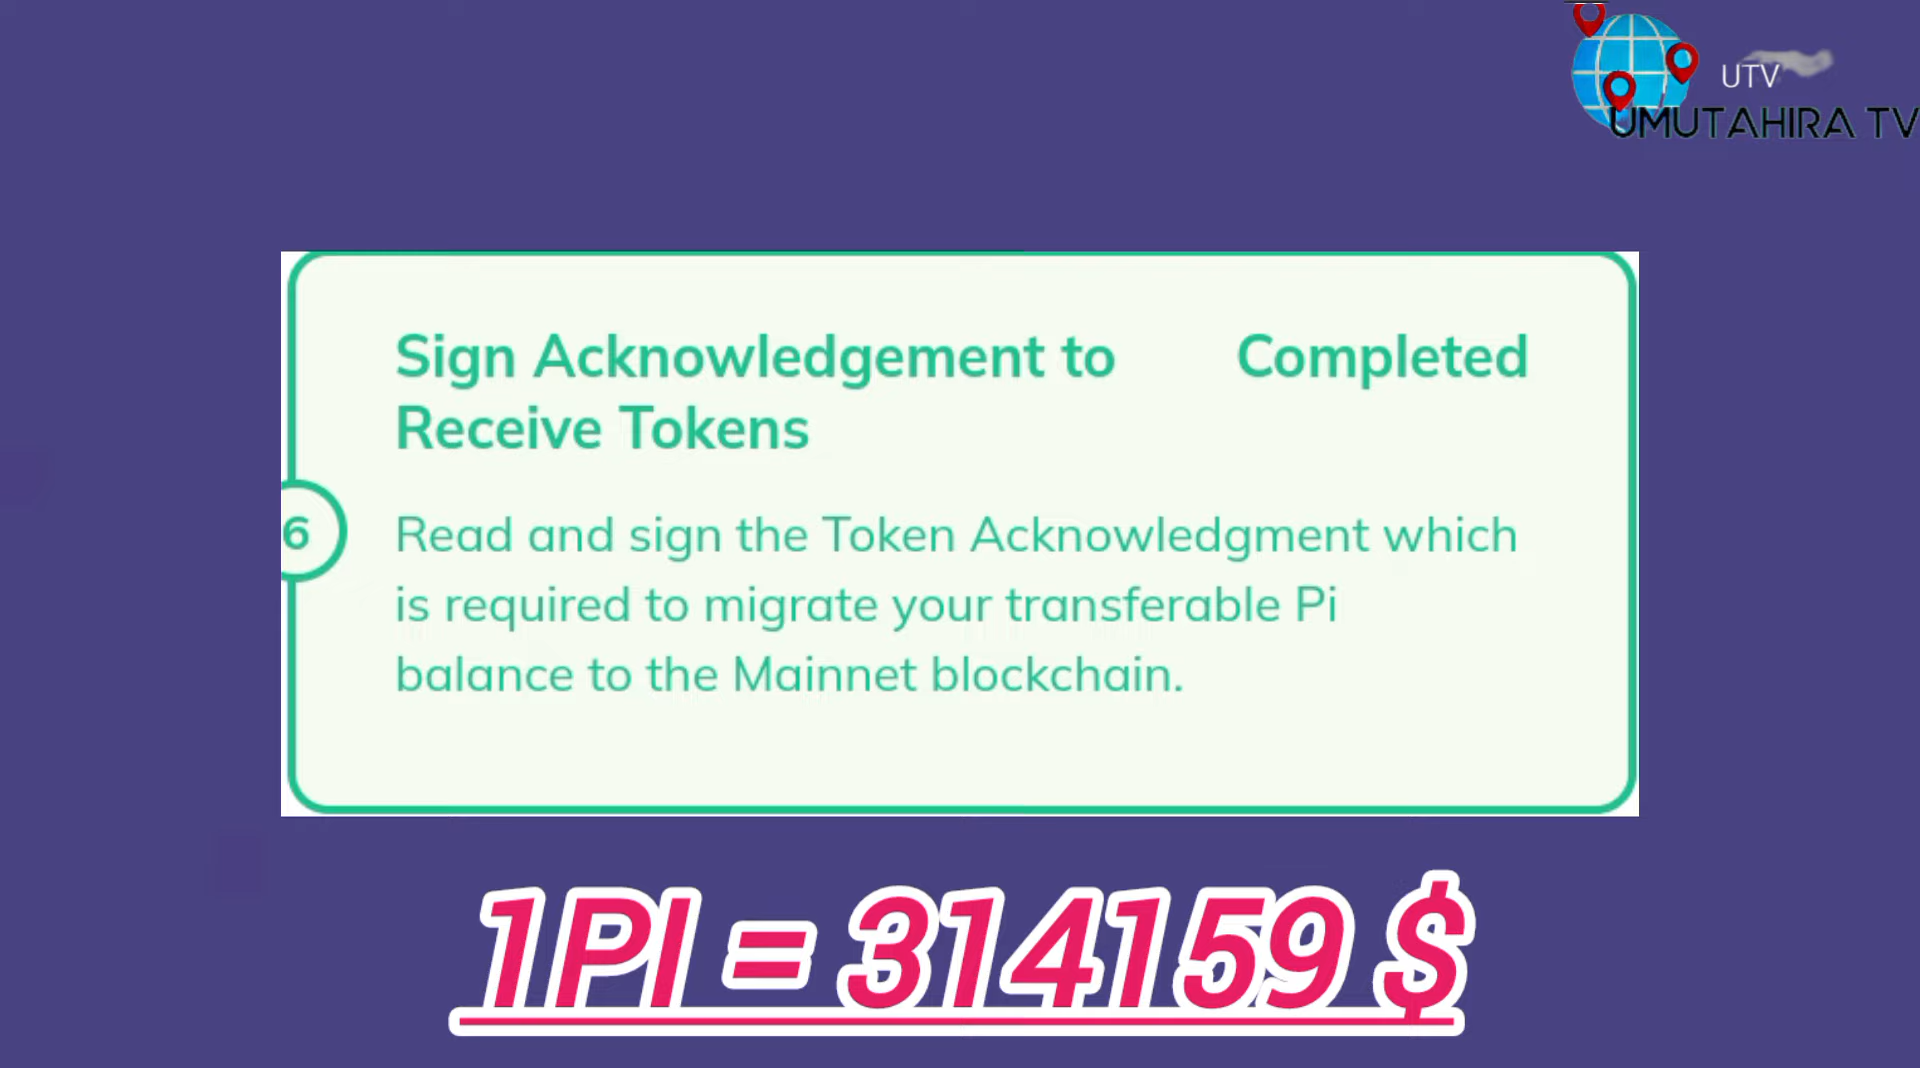 UTV
UMUTAHIRA TV
Sign Acknowledgement to
Receive Tokens
Completed
6
Read and sign the Token Acknowledgment which
is required to migrate your transferable Pi
balance to the Mainnet blockchain.
1PI = 314159 $